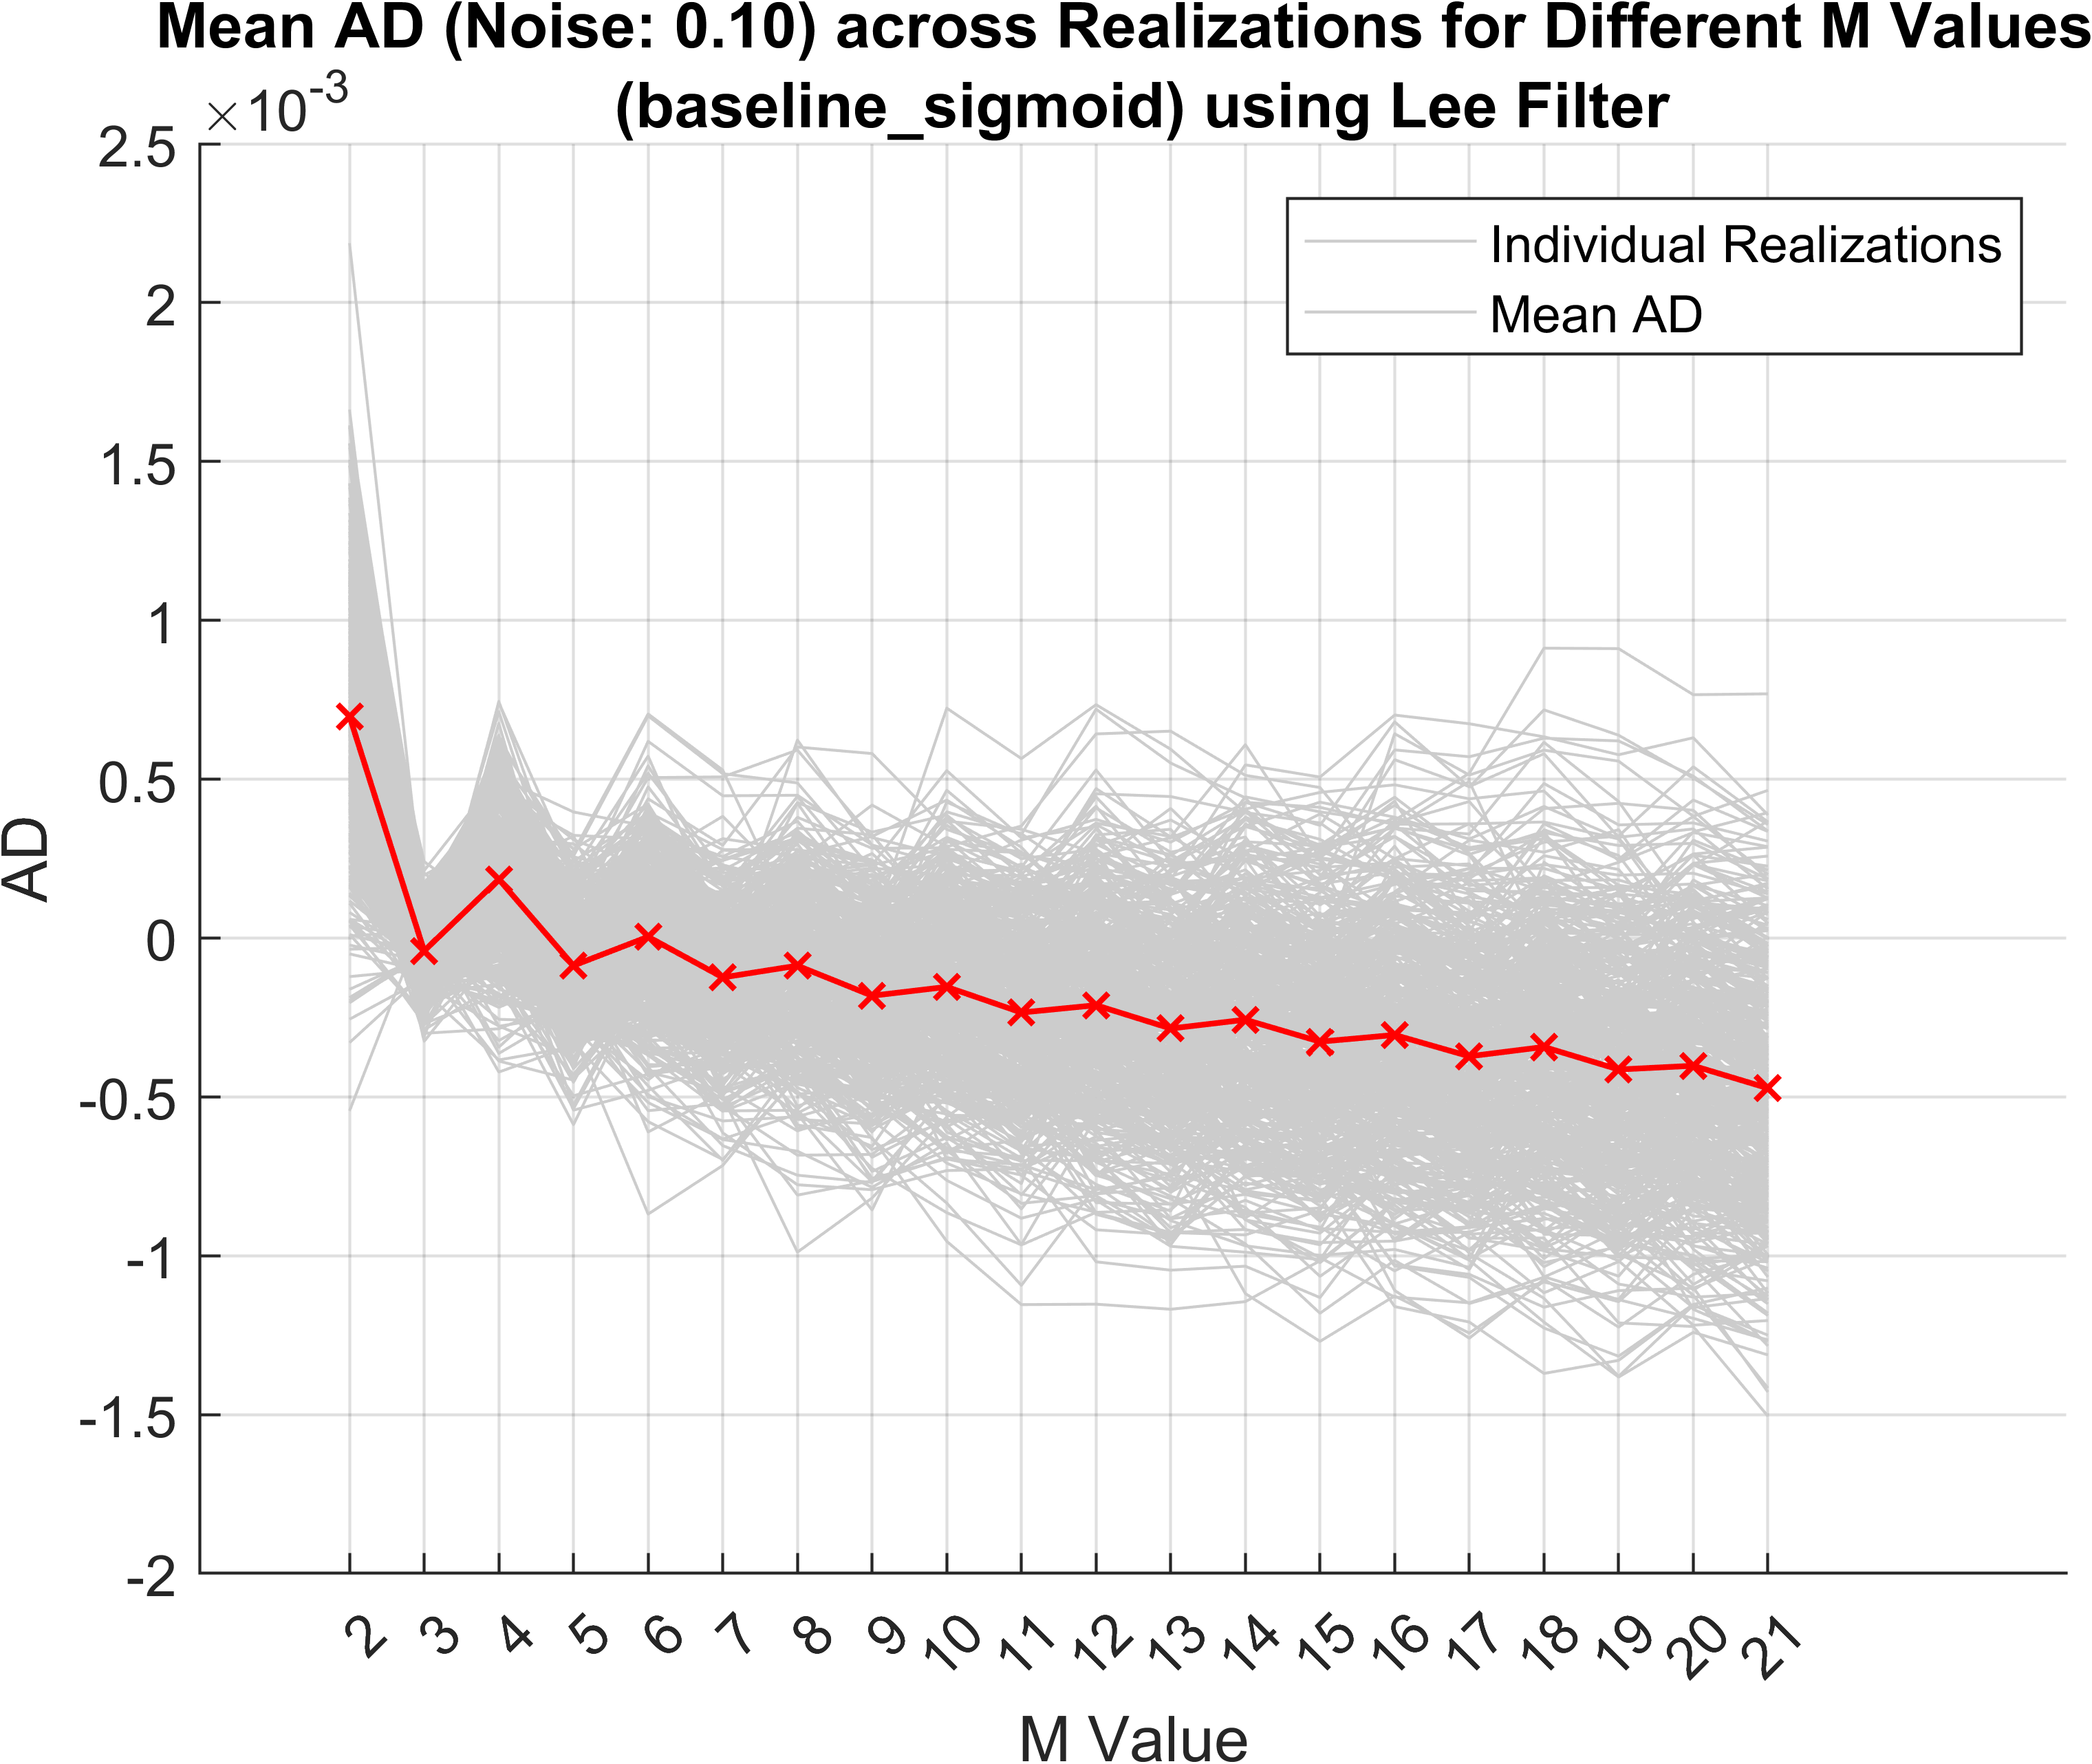 Mean AD (Noise: 0.10) across Realizations for Different M Values
(baseline_sigmoid) using Lee Filter
×10-3
2.5
2
1.5
1
0.5
0
-0.5
-1
-1.5
-2
AD
Individual Realizations
Mean AD
2 3 4 5 6 7 8 9 10 11 12 13 14 15 16 17 18 19 20 21
M Value